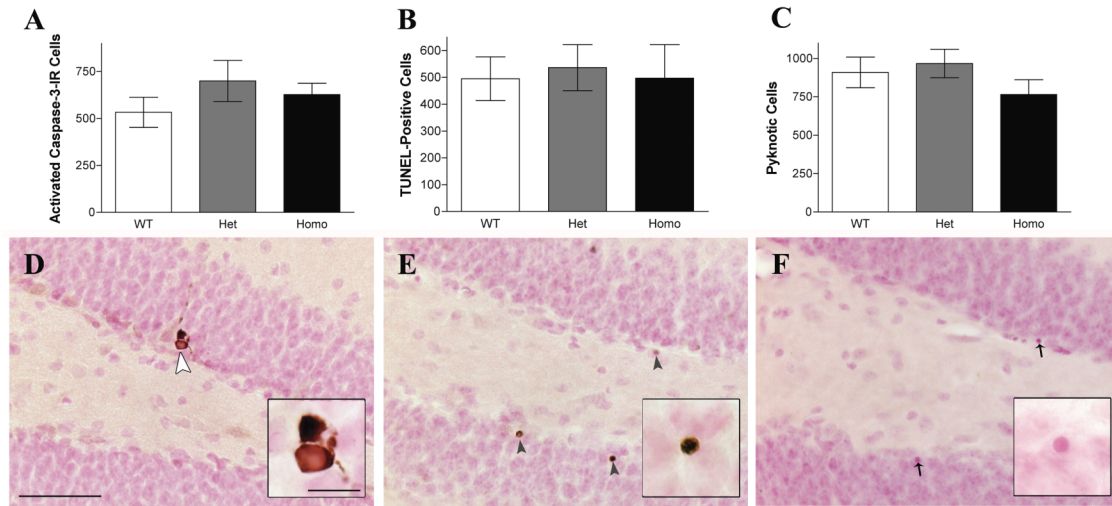 A
Activated Caspase-3-IR Cells
750
500
250
0
WT
Het
Homo
B
TUNEL-Positive Cells
600
500
400
300
200
100
0
WT
Het
Homo
C
Pyknotic Cells
1000
750
500
250
0
WT
Het
Homo
D
E
F